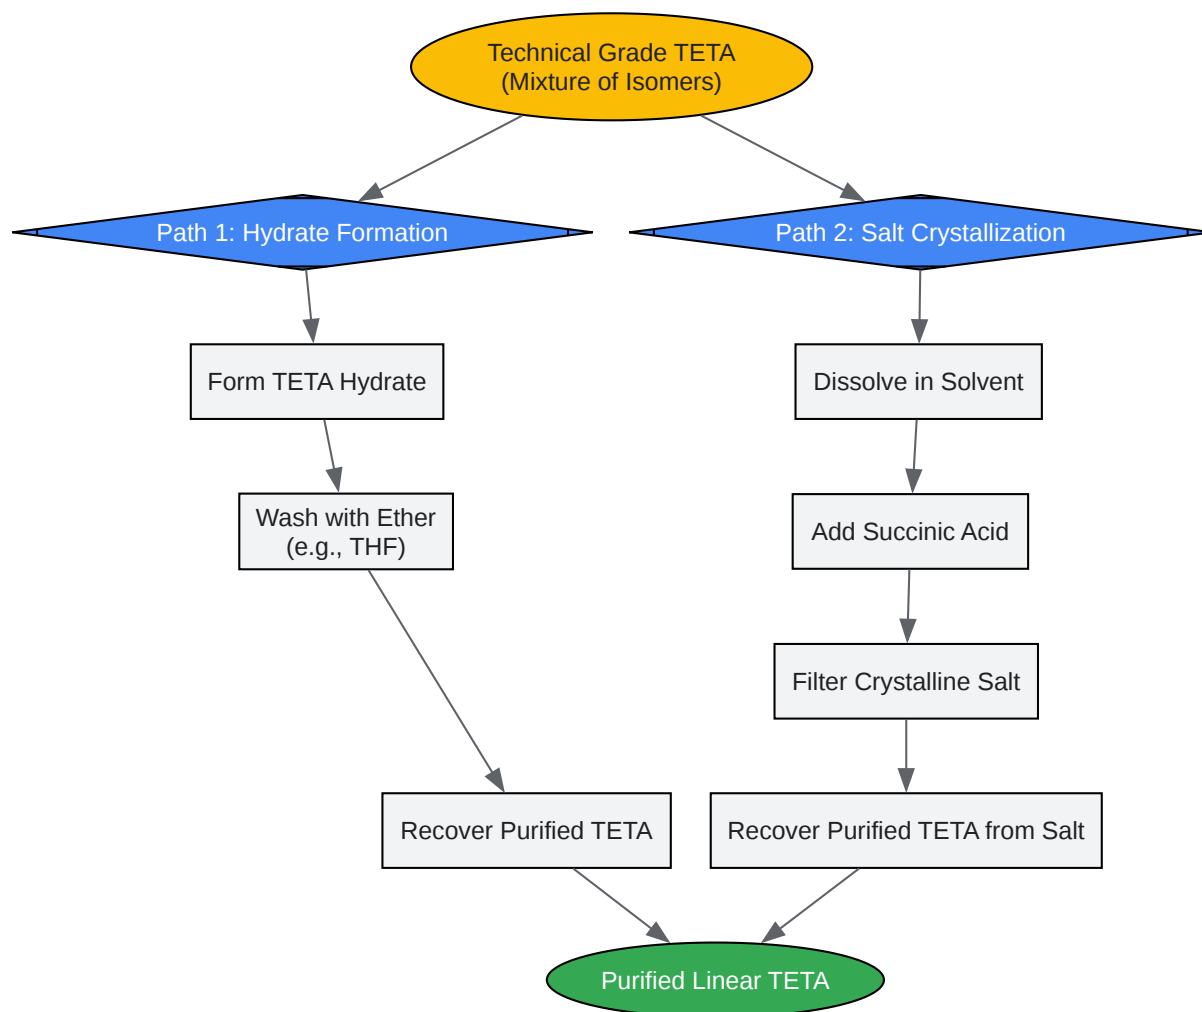 Technical Grade TETA
(Mixture of Isomers)
Path 1: Hydrate Formation
Path 2: Salt Crystallization
Form TETA Hydrate
Dissolve in Solvent
Wash with Ether
(e.g., THF)
Add Succinic Acid
Filter Crystalline Salt
Recover Purified TETA
Recover Purified TETA from Salt
Purified Linear TETA